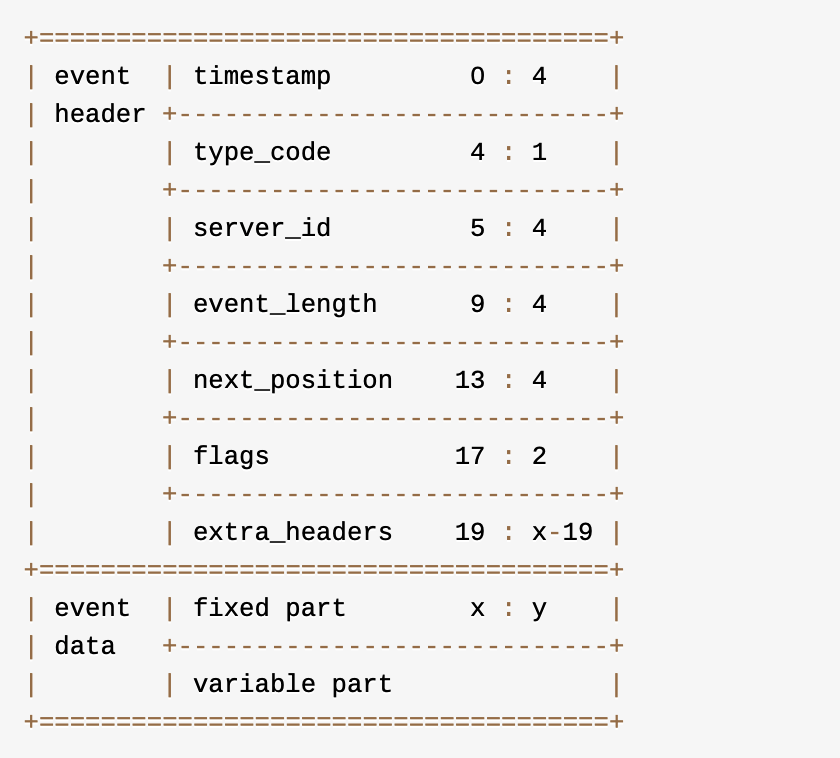 +=====================================+
| event  | timestamp         0 : 4    |
| header +----------------------------+
|        | type_code         4 : 1    |
|        +----------------------------+
|        | server_id         5 : 4    |
|        +----------------------------+
|        | event_length      9 : 4    |
|        +----------------------------+
|        | next_position    13 : 4    |
|        +----------------------------+
|        | flags            17 : 2    |
|        +----------------------------+
|        | extra_headers    19 : x-19 |
+=====================================+
| event  | fixed part        x : y    |
| data   +----------------------------+
|        | variable part              |
+=====================================+